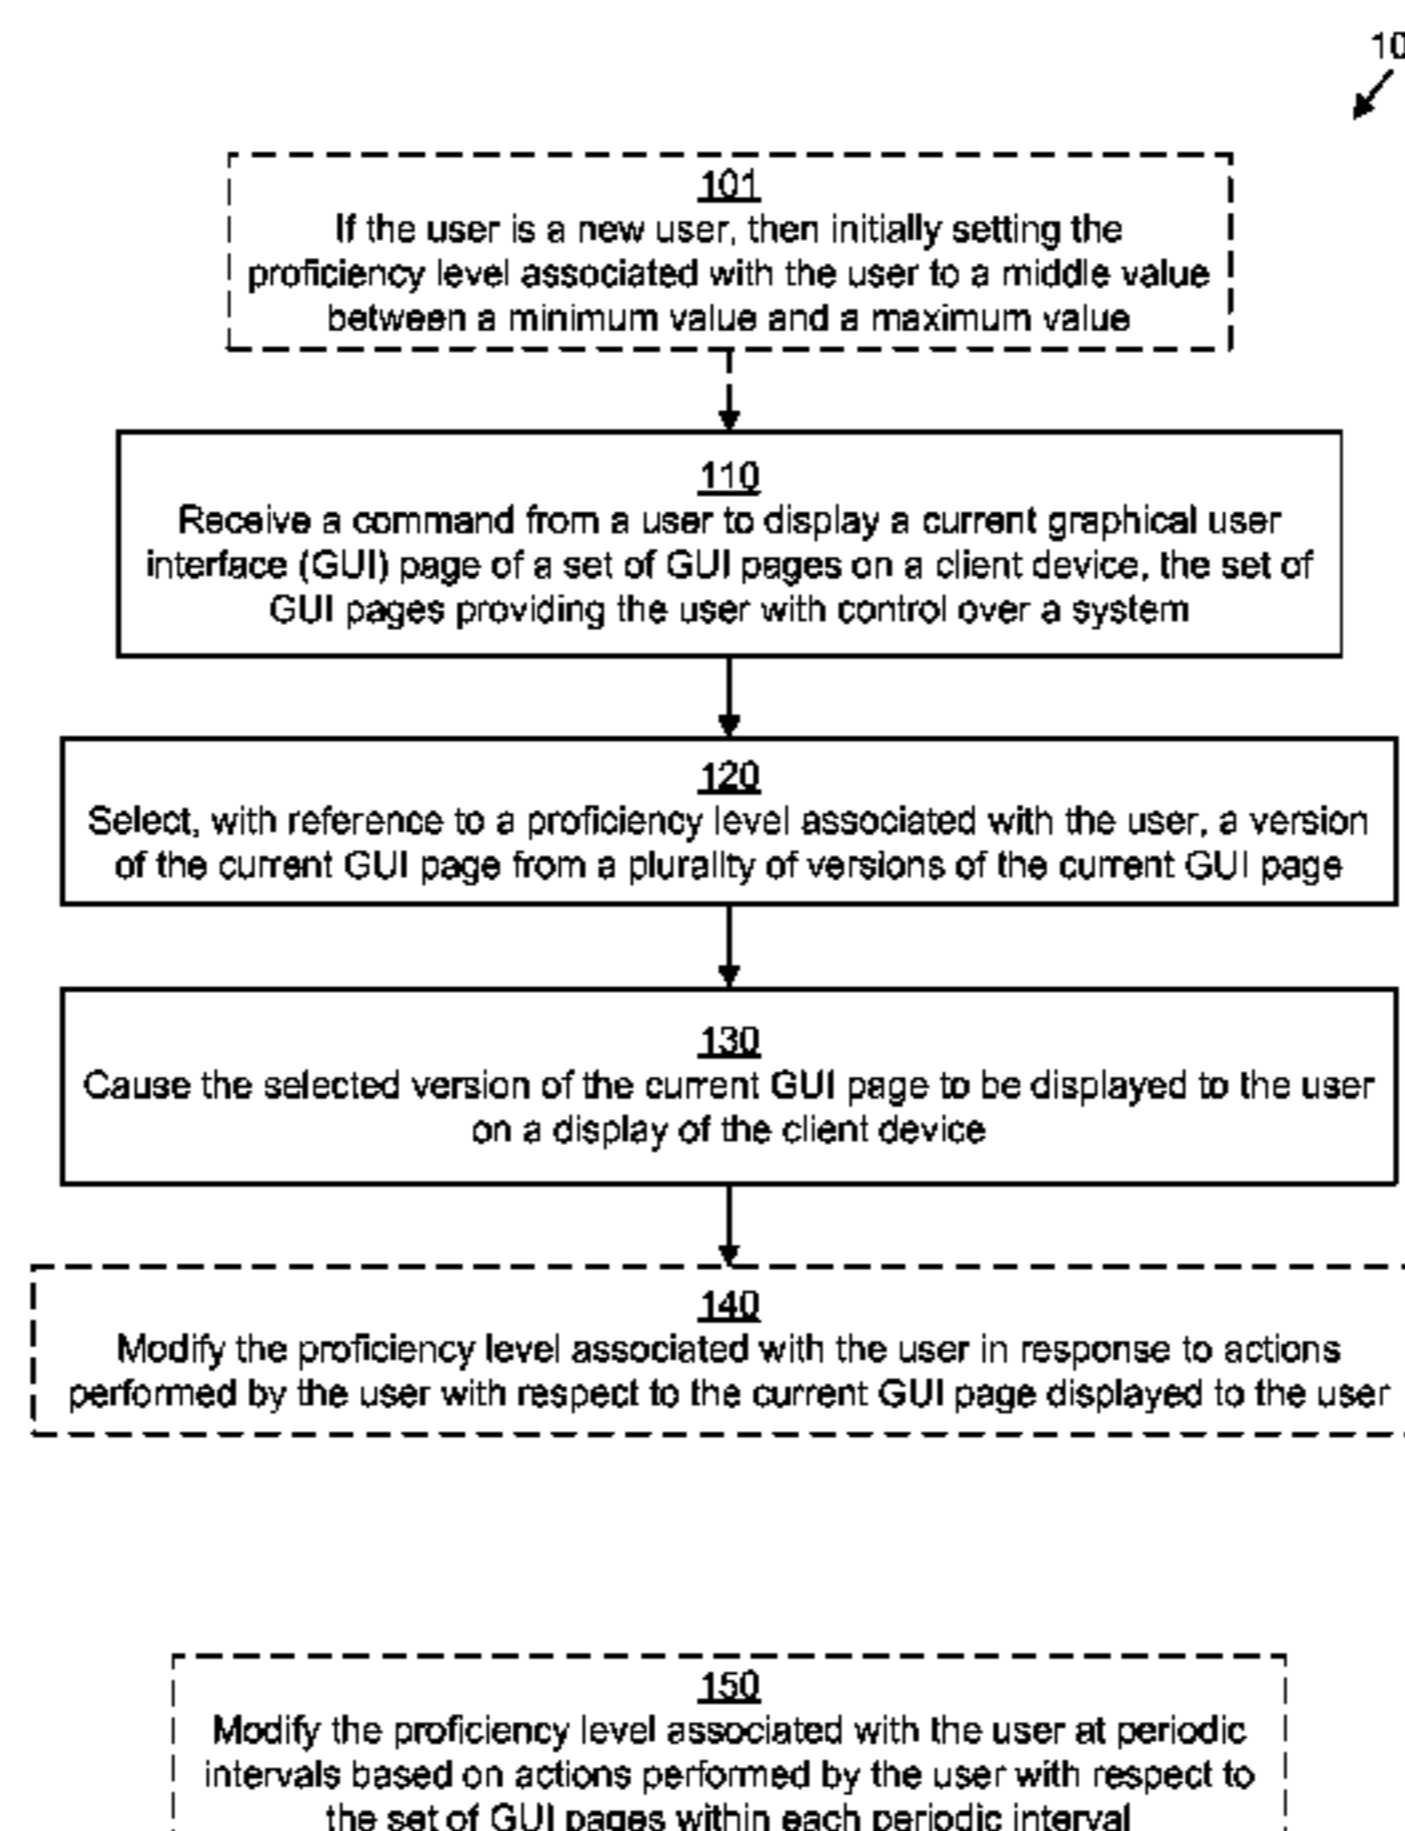 10
101
If the user is a new user, then initially setting the
proficiency level associated with the user to a middle value
between a minimum value and a maximum value
110
Receive a command from a user to display a current graphical user
interface (GUI) page of a set of GUI pages on a client device, the set of
GUI pages providing the user with control over a system
120
Select, with reference to a proficiency level associated with the user, a version
of the current GUI page from a plurality of versions of the current GUI page
130
Cause the selected version of the current GUI page to be displayed to the user
on a display of the client device
140
Modify the proficiency level associated with the user in response to actions
performed by the user with respect to the current GUI page displayed to the user
150
Modify the proficiency level associated with the user at periodic
intervals based on actions performed by the user with respect to
the set of GUI pages within each periodic interval